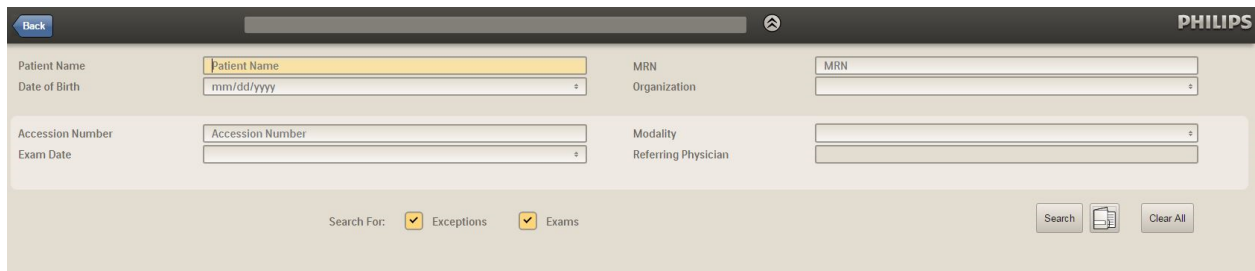 Back PHILIPS
Patient Name Patient Name MRN MRN
Date of Birth mm/dd/yyyy Organization
Accession Number Accession Number Modality
Exam Date Referring Physician
Search For: Exceptions Exams Search Clear All